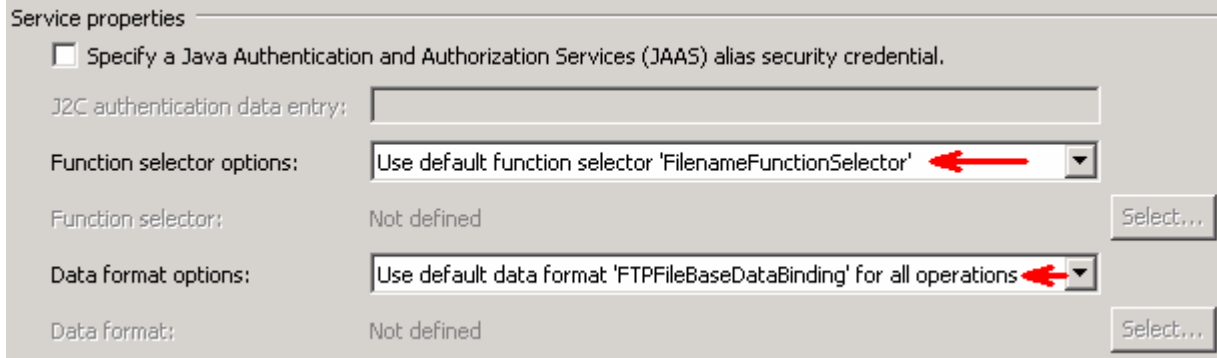 Service properties
Specify a Java Authentication and Authorization Services (JAAS) alias security credential.
J2C authentication data entry:
Function selector options: Use default function selector 'FilenameFunctionSelector'
Function selector: Not defined Select...
Data format options: Use default data format 'FTPFileBaseDataBinding' for all operations
Data format: Not defined Select...